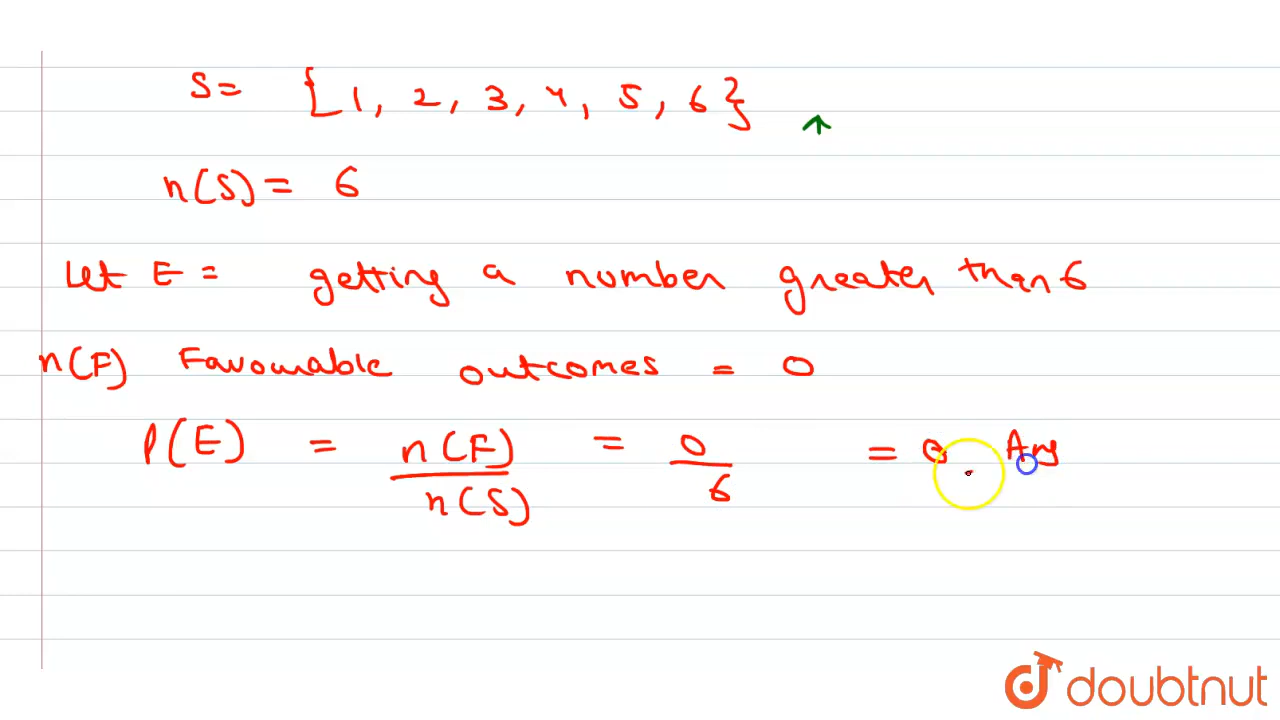 S= {1, 2, 3, 4, 5, 6}
n(S)= 6
Let E = getting a number greater than 6
n(F) Favourable outcomes = 0
P(E) = n(F)/n(S) = 0/6 = 0 Ans
doubtnut